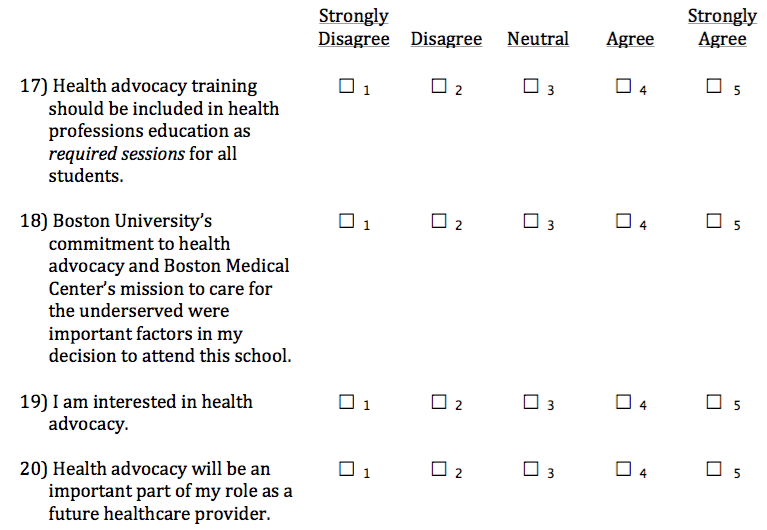 Strongly Disagree Disagree Neutral Agree Strongly Agree
17) Health advocacy training ☐ 1 ☐ 2 ☐ 3 ☐ 4 ☐ 5
should be included in health
professions education as
required sessions for all
students.
18) Boston University’s ☐ 1 ☐ 2 ☐ 3 ☐ 4 ☐ 5
commitment to health
advocacy and Boston Medical
Center’s mission to care for
the underserved were
important factors in my
decision to attend this school.
19) I am interested in health ☐ 1 ☐ 2 ☐ 3 ☐ 4 ☐ 5
advocacy.
20) Health advocacy will be an ☐ 1 ☐ 2 ☐ 3 ☐ 4 ☐ 5
important part of my role as a
future healthcare provider.